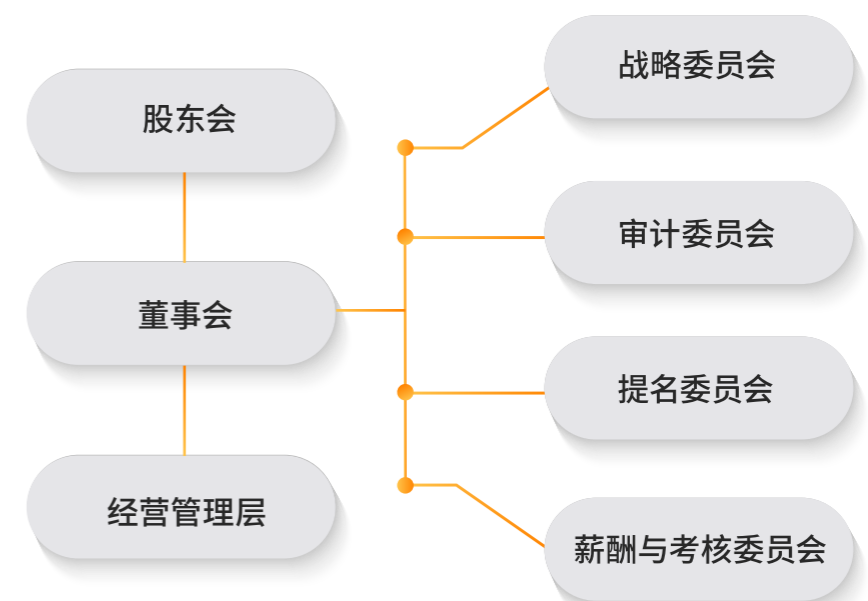 股东会
董事会
经营管理层
战略委员会
审计委员会
提名委员会
薪酬与考核委员会